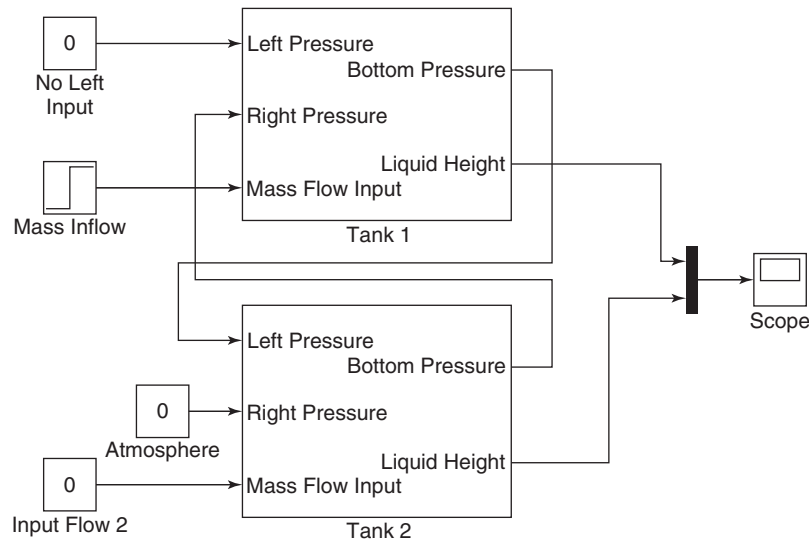 0
No Left
Input
Left Pressure
Bottom Pressure
Right Pressure
Liquid Height
Mass Flow Input
Mass Inflow
Tank 1
Scope
Left Pressure
Bottom Pressure
0
Right Pressure
Atmosphere
Liquid Height
0
Mass Flow Input
Input Flow 2
Tank 2